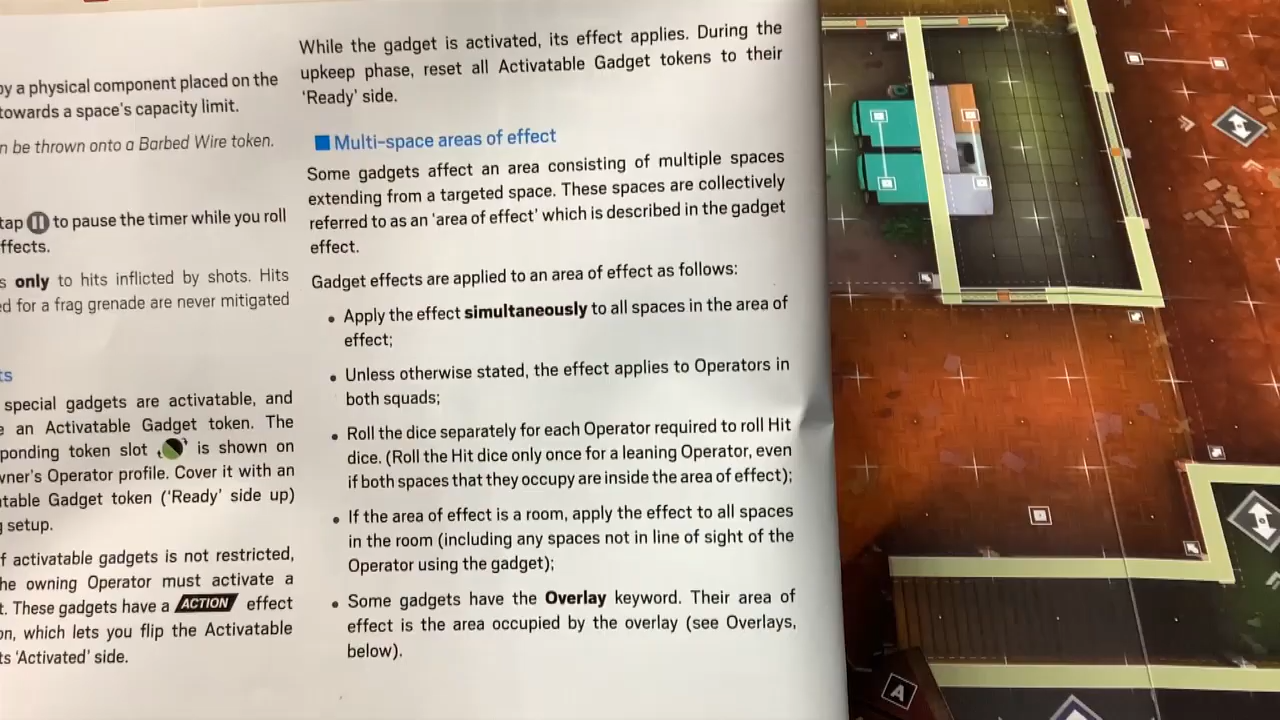 by a physical component placed on the
towards a space's capacity limit.
n be thrown onto a Barbed Wire token.
tap to pause the timer while you roll
ffects.
s only to hits inflicted by shots. Hits
ed for a frag grenade are never mitigated
ts
special gadgets are activatable, and
e an Activatable Gadget token. The
ponding token slot is shown on
wner's Operator profile. Cover it with an
atable Gadget token ('Ready' side up)
g setup.
f activatable gadgets is not restricted,
he owning Operator must activate a
t. These gadgets have a ACTION effect
on, which lets you flip the Activatable
ts 'Activated' side.
While the gadget is activated, its effect applies. During the
upkeep phase, reset all Activatable Gadget tokens to their
'Ready' side.
Multi-space areas of effect
Some gadgets affect an area consisting of multiple spaces
extending from a targeted space. These spaces are collectively
referred to as an 'area of effect' which is described in the gadget
effect.
Gadget effects are applied to an area of effect as follows:
• Apply the effect simultaneously to all spaces in the area of
effect;
• Unless otherwise stated, the effect applies to Operators in
both squads;
• Roll the dice separately for each Operator required to roll Hit
dice. (Roll the Hit dice only once for a leaning Operator, even
if both spaces that they occupy are inside the area of effect);
• If the area of effect is a room, apply the effect to all spaces
in the room (including any spaces not in line of sight of the
Operator using the gadget);
• Some gadgets have the Overlay keyword. Their area of
effect is the area occupied by the overlay (see Overlays,
below).
A